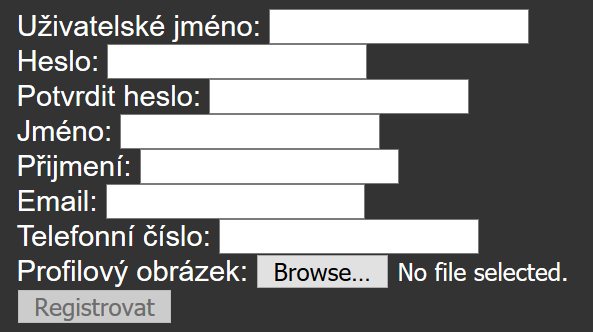 Uživatelské jméno:
Heslo:
Potvrdit heslo:
Jméno:
Přijmení:
Email:
Telefonní číslo:
Profilový obrázek: Browse... No file selected.
Registrovat